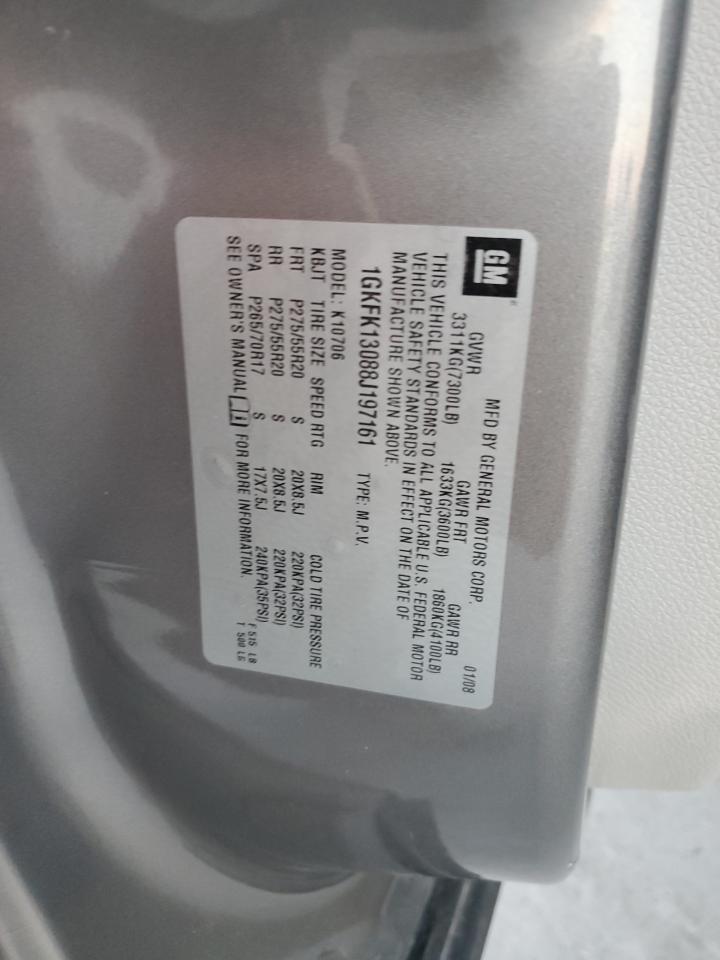 GM
MFD BY GENERAL MOTORS CORP. 01/08
GVWR GAWR FRT GAWR RR
3311KG(7300LB) 1633KG(3600LB) 1860KG(4100LB)
THIS VEHICLE CONFORMS TO ALL APPLICABLE U.S. FEDERAL MOTOR
VEHICLE SAFETY STANDARDS IN EFFECT ON THE DATE OF
MANUFACTURE SHOWN ABOVE.
1GKFK13088J197161 TYPE: M.P.V.
MODEL: K10706
KBJT TIRE SIZE SPEED RTG RIM COLD TIRE PRESSURE
FRT P275/55R20 S 20X8.5J 220KPA(32PSI)
RR P275/55R20 S 20X8.5J 220KPA(32PSI)
SPA P265/70R17 S 17X7.5J 240KPA(35PSI)
SEE OWNER'S MANUAL i FOR MORE INFORMATION.
F 515 LB
T 500 LG